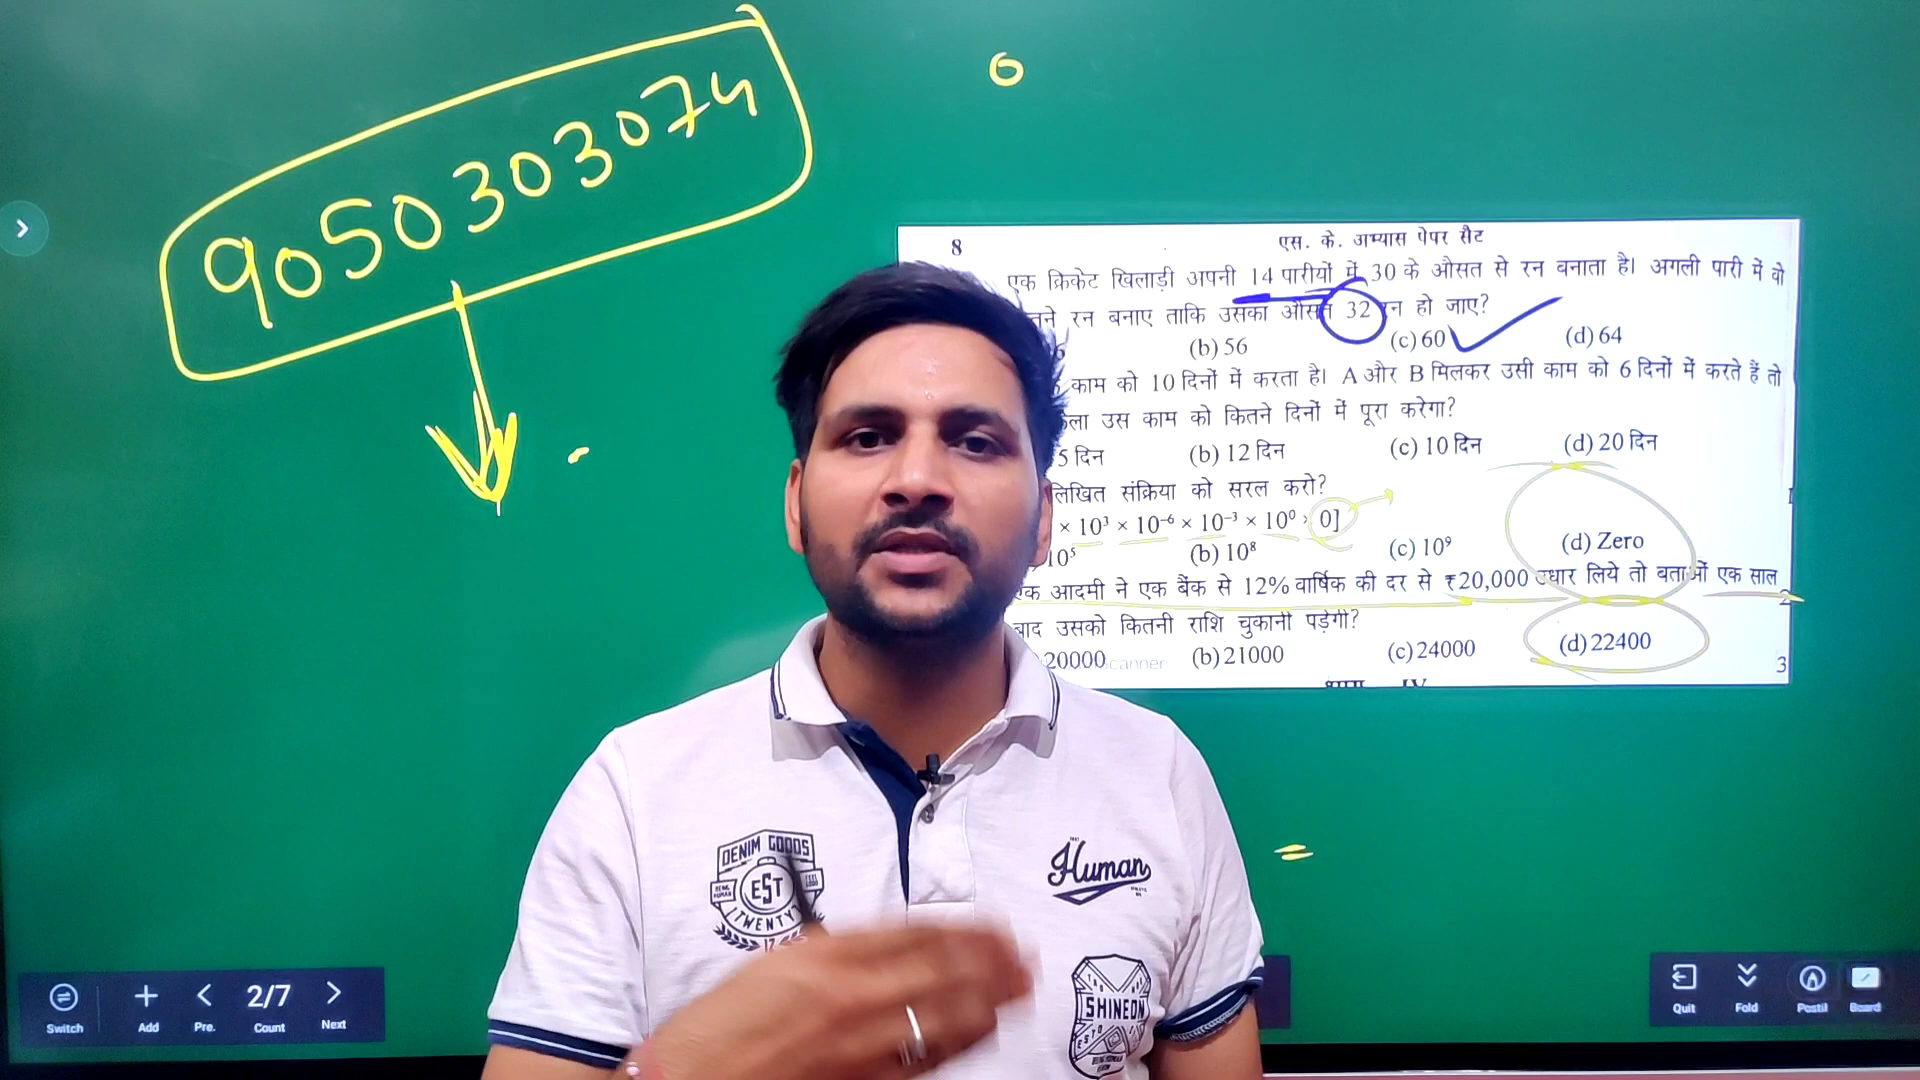 9050303074
8 एस. के. अभ्यास पेपर सैट
एक क्रिकेट खिलाड़ी अपनी 14 पारीयों में 30 के औसत से रन बनाता है। अगली पारी में वो
रन बनाए ताकि उसका औसत 32 रन हो जाए?
(b) 56 (c) 60 (d) 64
काम को 10 दिनों में करता है। A और B मिलकर उसी काम को 6 दिनों में करते हैं तो
उस काम को कितने दिनों में पूरा करेगा?
5 दिन (b) 12 दिन (c) 10 दिन (d) 20 दिन
लिखित संक्रिया को सरल करो?
× 10³ × 10⁻⁶ × 10⁻³ × 10⁰ 0]
10⁵ (b) 10⁸ (c) 10⁹ (d) Zero
एक आदमी ने एक बैंक से 12% वार्षिक की दर से ₹20,000 उधार लिये तो बताओं एक साल
बाद उसको कितनी राशि चुकानी पड़ेगी?
20000 (b) 21000 (c) 24000 (d) 22400
canner
3
DENIM GOODS
EST
TWENTY
12
Human
SHINEON
Switch Add Pre. 2/7 Count Next
Quit Fold Postil Board